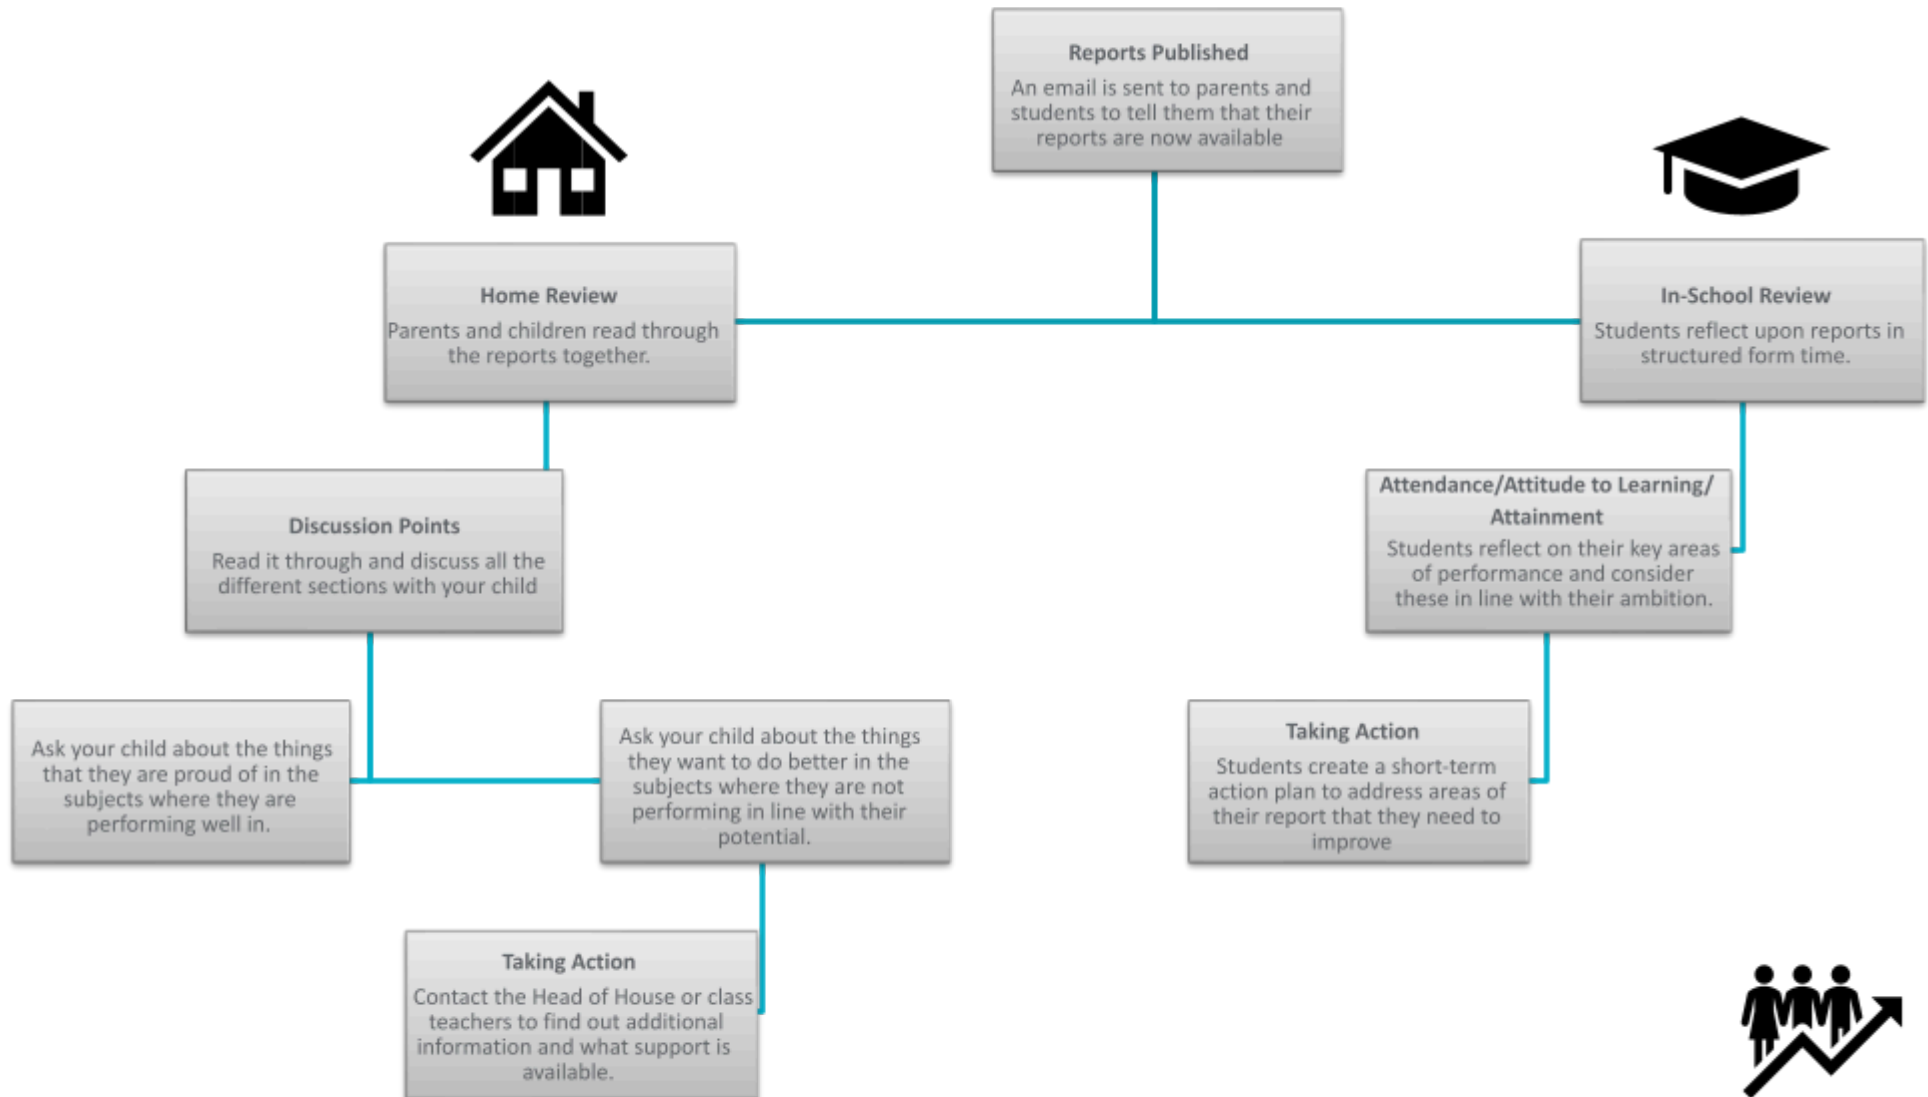 Reports Published
An email is sent to parents and
students to tell them that their
reports are now available
Home Review
Parents and children read through
the reports together.
In-School Review
Students reflect upon reports in
structured form time.
Discussion Points
Read it through and discuss all the
different sections with your child
Attendance/Attitude to Learning/
Attainment
Students reflect on their key areas
of performance and consider
these in line with their ambition.
Ask your child about the things
that they are proud of in the
subjects where they are
performing well in.
Ask your child about the things
they want to do better in the
subjects where they are not
performing in line with their
potential.
Taking Action
Students create a short-term
action plan to address areas of
their report that they need to
improve
Taking Action
Contact the Head of House or class
teachers to find out additional
information and what support is
available.